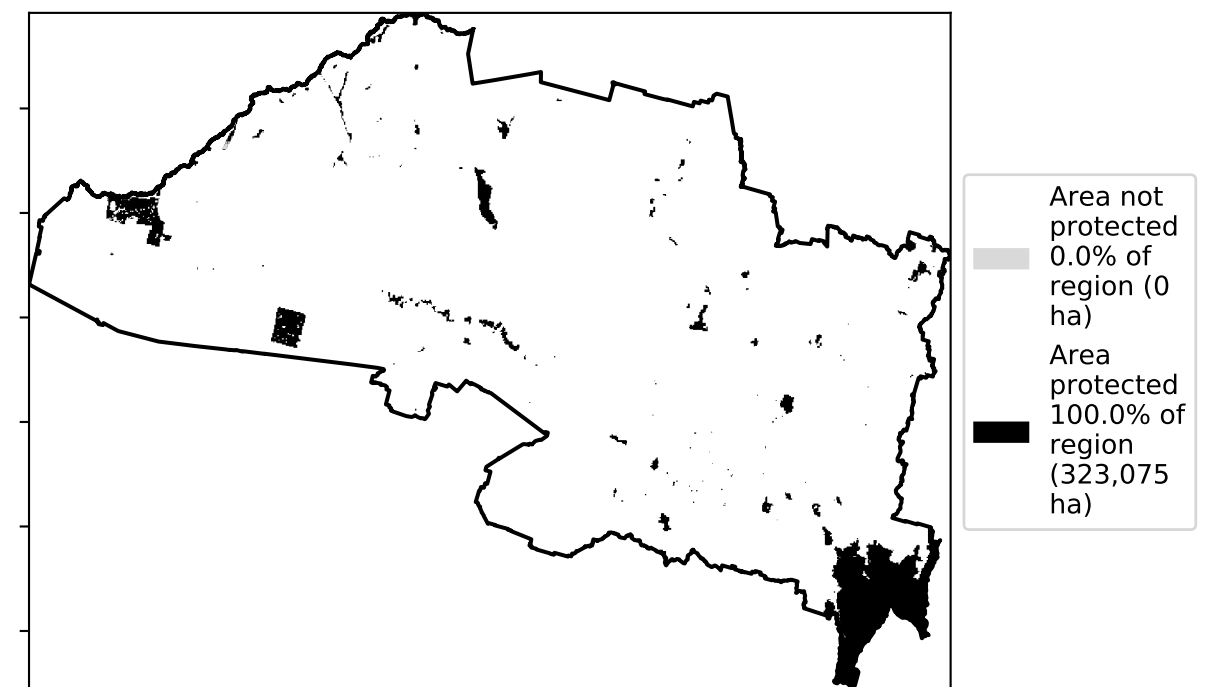 Area not
protected
0.0% of
region (0
ha)
Area
protected
100.0% of
region
(323,075
ha)